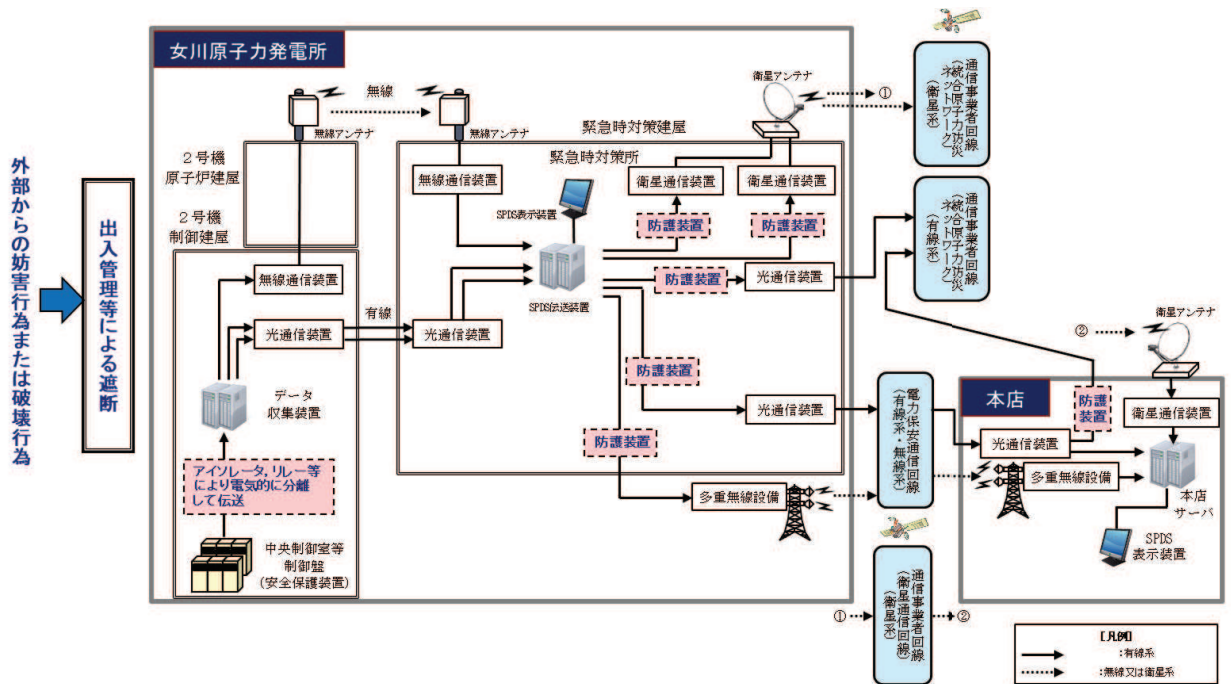 女川原子力発電所
外部からの妨害行為または破壊行為
出入管理等による遮断
無線
無線アンテナ
無線アンテナ
2号機
原子炉建屋
2号機
制御建屋
無線通信装置
光通信装置
データ
収集装置
アイソレータ,リレー等
により電気的に分離
して伝送
中央制御室等
制御盤
(安全保護装置)
有線
緊急時対策建屋
緊急時対策所
無線通信装置
SPDS表示装置
SPDS伝送装置
光通信装置
衛星アンテナ
衛星通信装置
衛星通信装置
防護装置
防護装置
防護装置
光通信装置
防護装置
光通信装置
防護装置
多重無線設備
①
通信事業者回線
(統合原子力防災
ネットワーク)
(衛星系)
通信事業者回線
(統合原子力防災
ネットワーク)
(有線系)
電力保安通信回線
(有線系・無線系)
①
通信事業者回線
(衛星通信回線)
(衛星系)
②
②
衛星アンテナ
本店
防護
装置
衛星通信装置
光通信装置
多重無線設備
本店
サーバ
SPDS
表示装置
[凡例]
:有線系
:無線又は衛星系